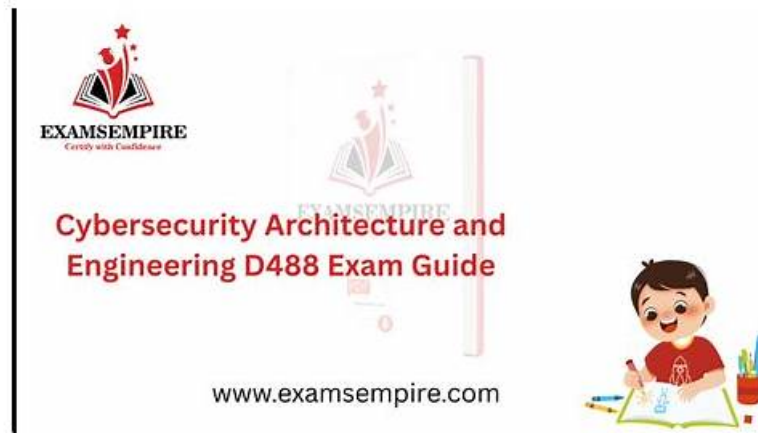 EXAMSEMPIRE
Certify with Confidence
EXAMSEMPIRE
Cybersecurity Architecture and
Engineering D488 Exam Guide
www.examsempire.com